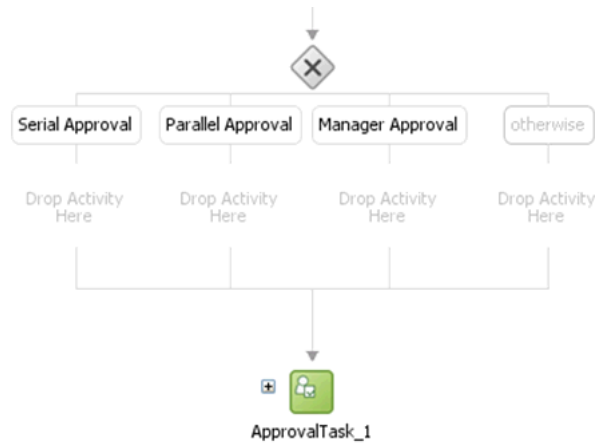 Serial Approval
Parallel Approval
Manager Approval
otherwise
Drop Activity
Here
Drop Activity
Here
Drop Activity
Here
Drop Activity
Here
ApprovalTask_1